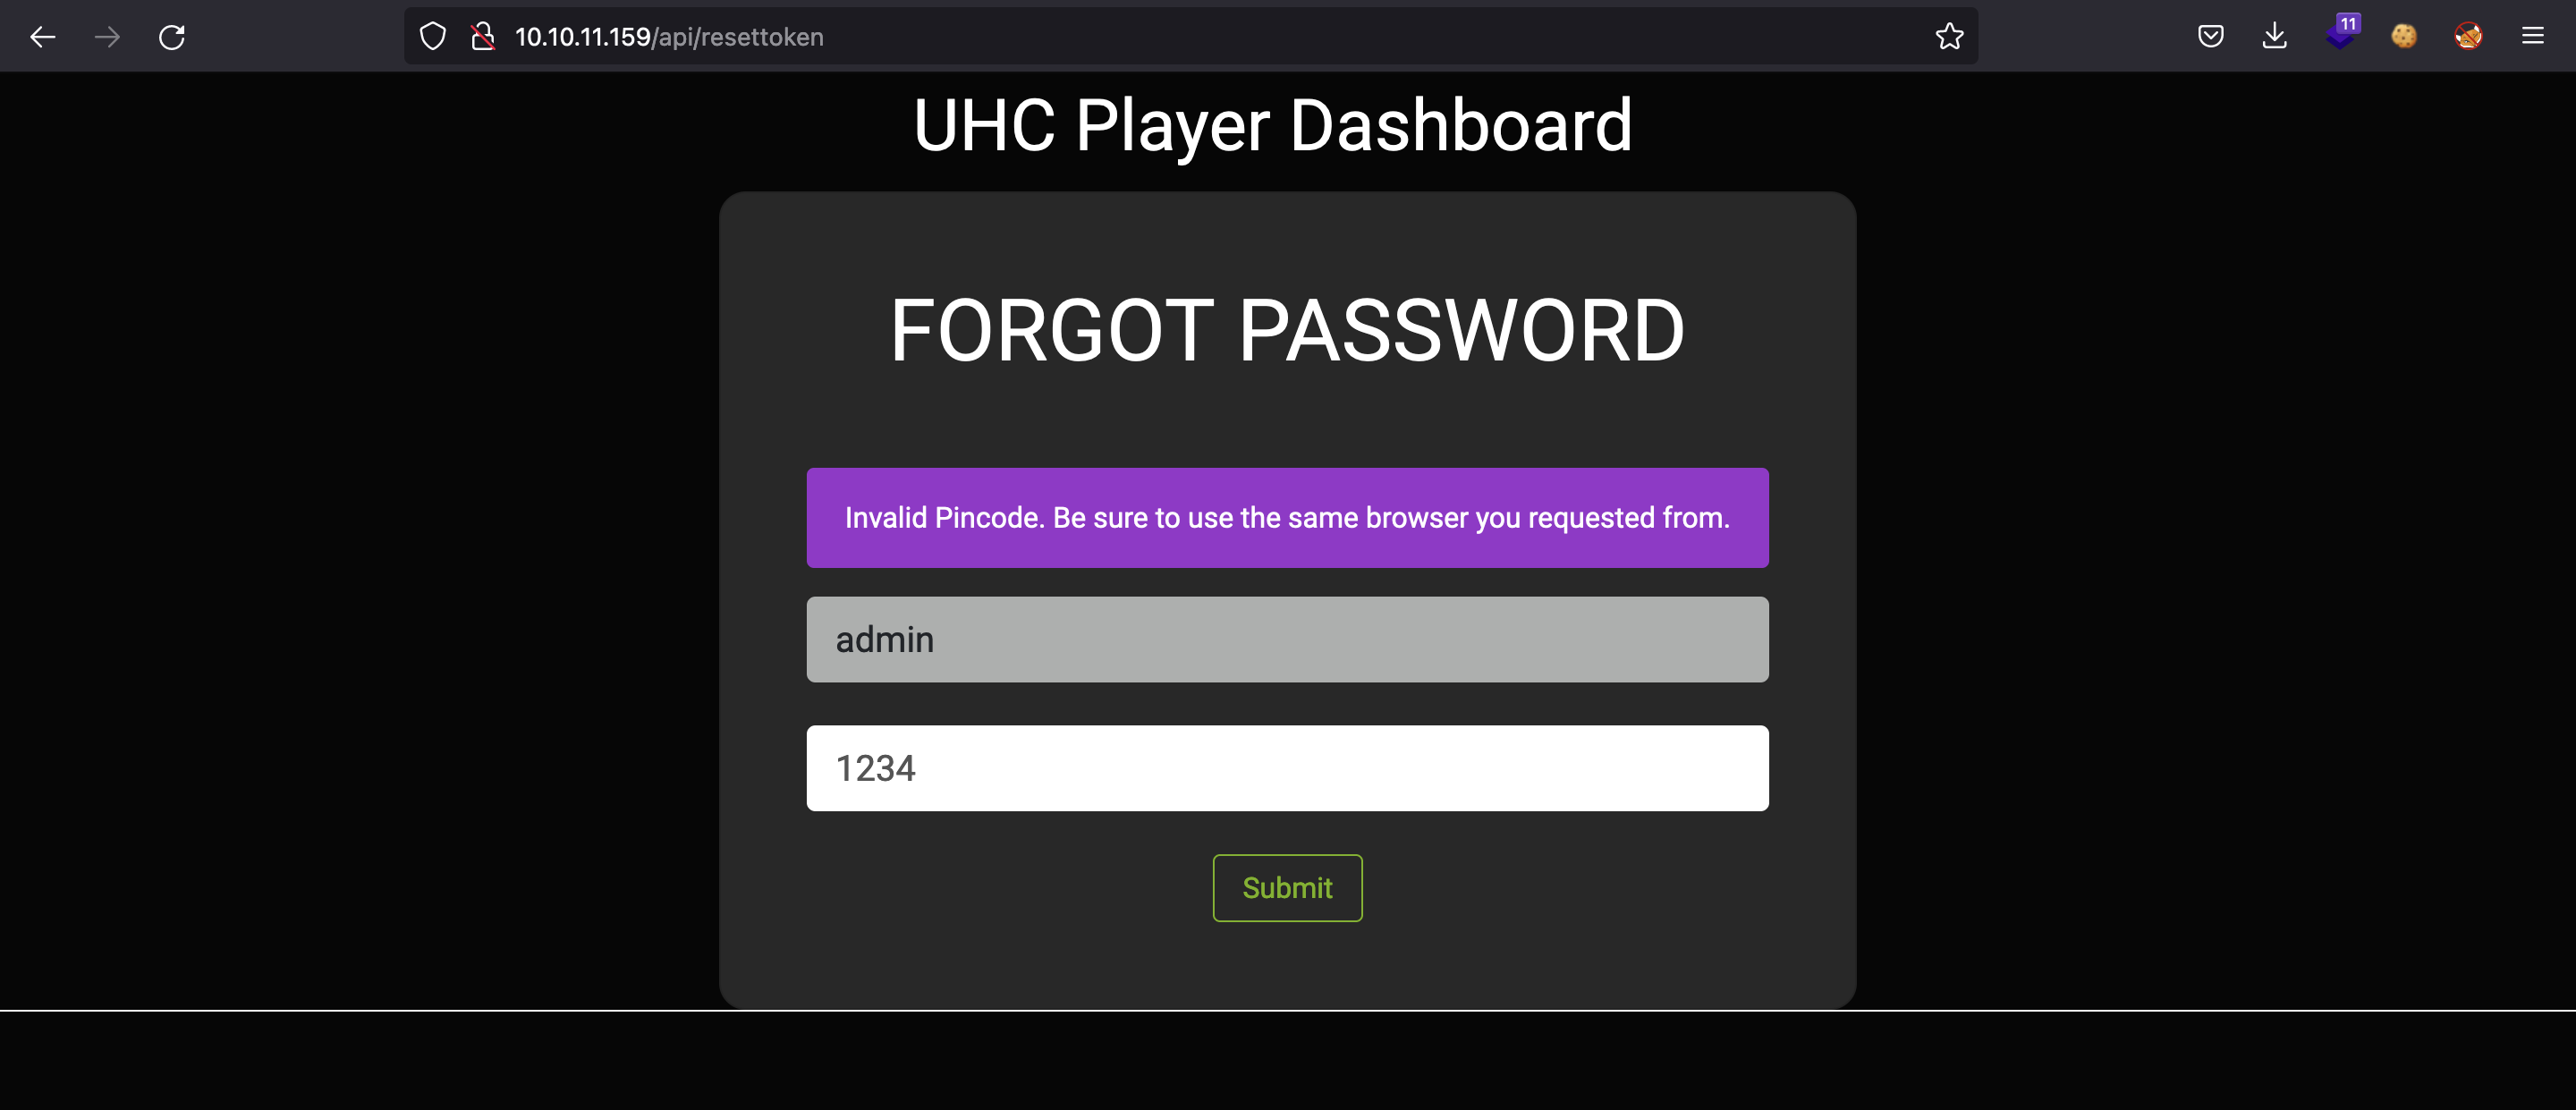 11
10.10.11.159/api/resettoken
UHC Player Dashboard
FORGOT PASSWORD
Invalid Pincode. Be sure to use the same browser you requested from.
admin
1234
Submit